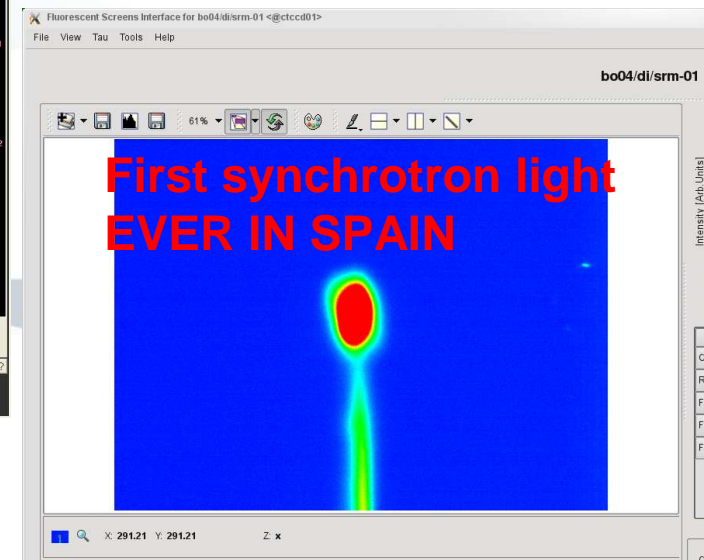 Fluorescent Screens Interface for bo04/di/srm-01 <@ctccd01>
File View Tau Tools Help
bo04/di/srm-01
61%
First synchrotron light
EVER IN SPAIN
Intensity [Arb.Units]
1 X: 291.21 Y: 291.21 Z: x